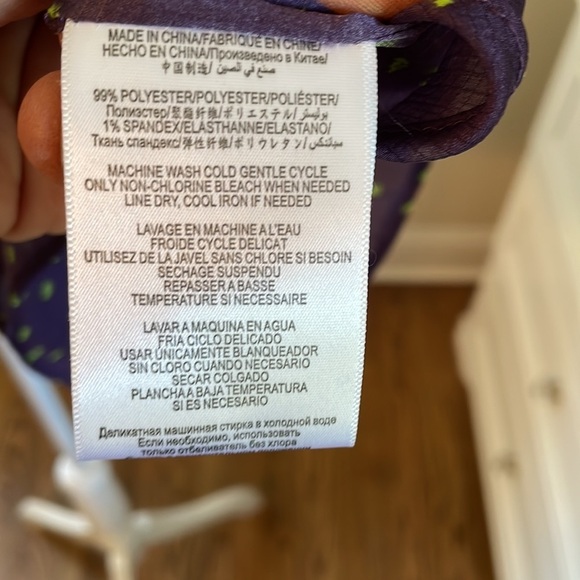 MADE IN CHINA/FABRIQUÉ EN CHINE/
HECHO EN CHINA/Произведено в Китае/
中国制造/ صنع في الصين/
99% POLYESTER/POLYESTER/POLIÉSTER/
Полиэстер/聚酯纤维/ポリエステル/بوليستر/
1% SPANDEX/ELASTHANNE/ELASTANO/
Ткань спандекс/弹性纤维/ポリウレタン/سباندكس
MACHINE WASH COLD GENTLE CYCLE
ONLY NON-CHLORINE BLEACH WHEN NEEDED
LINE DRY, COOL IRON IF NEEDED
LAVAGE EN MACHINE A L'EAU
FROIDE CYCLE DELICAT
UTILISEZ DE LA JAVEL SANS CHLORE SI BESOIN
SECHAGE SUSPENDU
REPASSER A BASSE
TEMPERATURE SI NECESSAIRE
LAVAR A MAQUINA EN AGUA
FRIA CICLO DELICADO
USAR ÚNICAMENTE BLANQUEADOR
SIN CLORO CUANDO NECESARIO
SECAR COLGADO
PLANCHA A BAJA TEMPERATURA
SI ES NECESARIO
Деликатная машинная стирка в холодной воде
Если необходимо, использовать
только отбеливатель без хлора